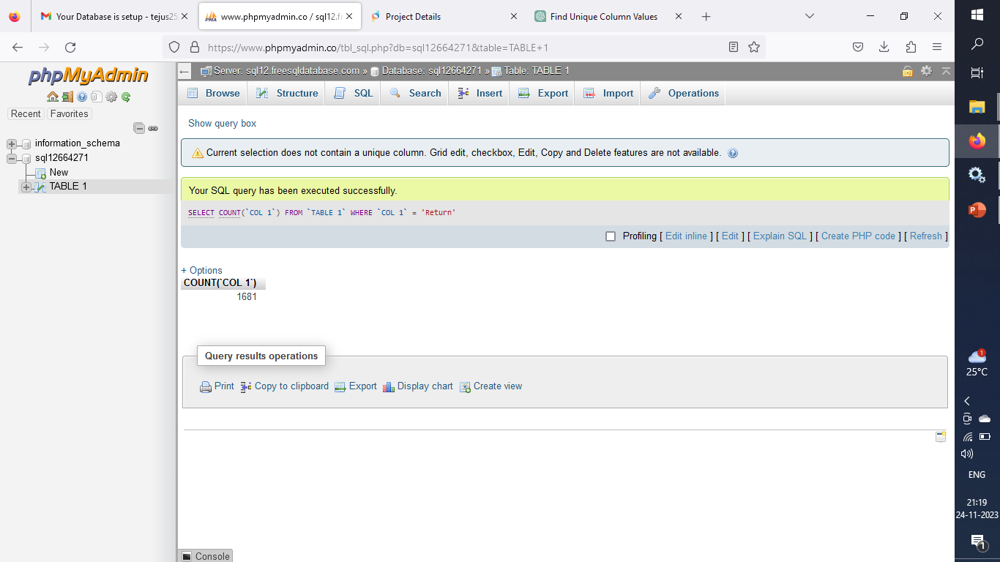 Your Database is setup - tejus25
www.phpmyadmin.co / sql12.fr
Project Details
Find Unique Column Values
https://www.phpmyadmin.co/tbl_sql.php?db=sql12664271&table=TABLE+1
phpMyAdmin
Recent Favorites
information_schema
sql12664271
New
TABLE 1
Server: sql12.freesqldatabase.com » Database: sql12664271 » Table: TABLE 1
Browse Structure SQL Search Insert Export Import Operations
Show query box
Current selection does not contain a unique column. Grid edit, checkbox, Edit, Copy and Delete features are not available.
Your SQL query has been executed successfully.
SELECT COUNT(`COL 1`) FROM `TABLE 1` WHERE `COL 1` = 'Return'
Profiling [ Edit inline ] [ Edit ] [ Explain SQL ] [ Create PHP code ] [ Refresh ]
+ Options
COUNT(`COL 1`)
1681
Query results operations
Print Copy to clipboard Export Display chart Create view
Console
P
1
25°C
ENG
21:19
24-11-2023
1